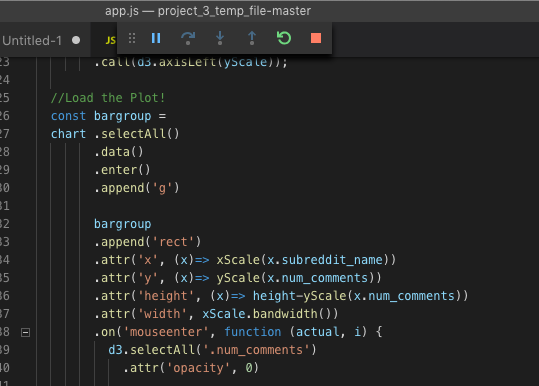 app.js — project_3_temp_file-master
Untitled-1
JS
23 .call(d3.axisLeft(yScale));
24
25 //Load the Plot!
26 const bargroup =
27 chart .selectAll()
28 .data()
29 .enter()
30 .append('g')
31
32 bargroup
33 .append('rect')
34 .attr('x', (x)=> xScale(x.subreddit_name))
35 .attr('y', (x)=> yScale(x.num_comments))
36 .attr('height', (x)=> height-yScale(x.num_comments))
37 .attr('width', xScale.bandwidth())
38 .on('mouseenter', function (actual, i) {
39 d3.selectAll('.num_comments')
40 .attr('opacity', 0)
41